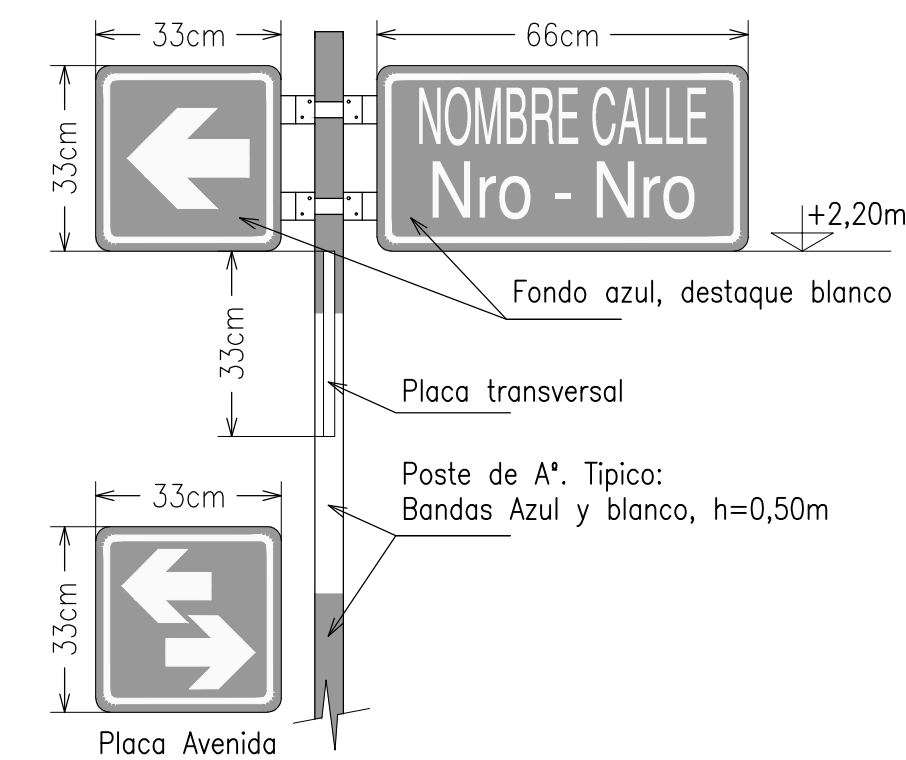 33cm
66cm
33cm
NOMBRE CALLE
Nro - Nro
+2,20m
Fondo azul, destaque blanco
33cm
Placa transversal
Poste de Aº. Tipico:
Bandas Azul y blanco, h=0,50m
33cm
33cm
Placa Avenida